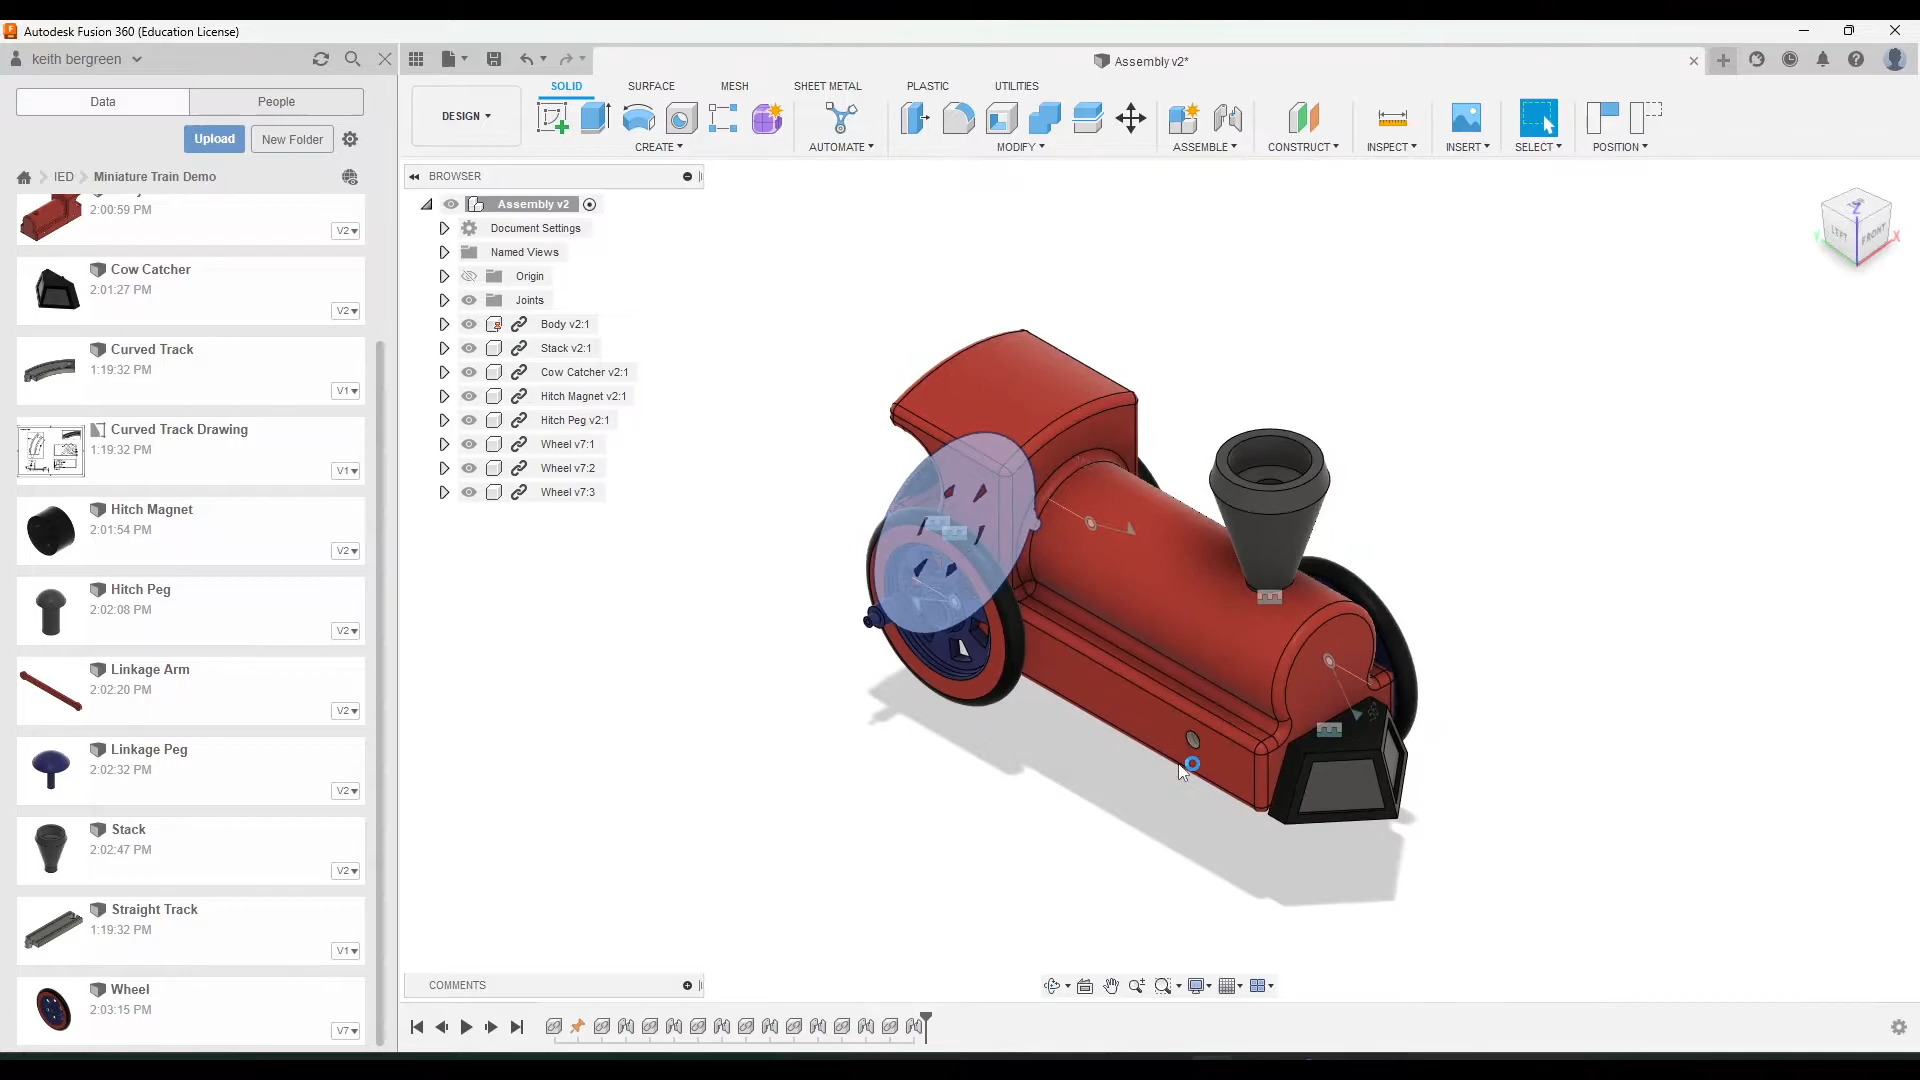 Autodesk Fusion 360 (Education License)
keith bergreen
Assembly v2*
Data
People
Upload
New Folder
IED
Miniature Train Demo
2:00:59 PM
V2
Cow Catcher
2:01:27 PM
V2
Curved Track
1:19:32 PM
V1
Curved Track Drawing
1:19:32 PM
V1
Hitch Magnet
2:01:54 PM
V2
Hitch Peg
2:02:08 PM
V2
Linkage Arm
2:02:20 PM
V2
Linkage Peg
2:02:32 PM
V2
Stack
2:02:47 PM
V2
Straight Track
1:19:32 PM
V1
Wheel
2:03:15 PM
V7
DESIGN
SOLID
SURFACE
MESH
SHEET METAL
PLASTIC
UTILITIES
CREATE
AUTOMATE
MODIFY
ASSEMBLE
CONSTRUCT
INSPECT
INSERT
SELECT
POSITION
BROWSER
Assembly v2
Document Settings
Named Views
Origin
Joints
Body v2:1
Stack v2:1
Cow Catcher v2:1
Hitch Magnet v2:1
Hitch Peg v2:1
Wheel v7:1
Wheel v7:2
Wheel v7:3
Z
LEFT
FRONT
Y
X
COMMENTS